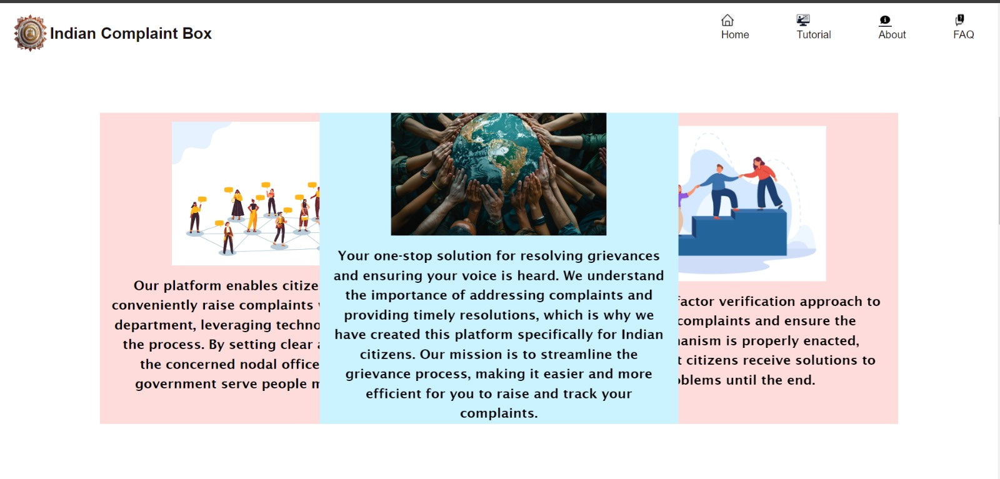 Indian Complaint Box
Home
Tutorial
About
FAQ
Our platform enables
conveniently raise complaints
department, leveraging
the process. By setting clear
the concerned nodal
government serve people
Your one-stop solution for resolving grievances
and ensuring your voice is heard. We understand
the importance of addressing complaints and
providing timely resolutions, which is why we
have created this platform specifically for Indian
citizens. Our mission is to streamline the
grievance process, making it easier and more
efficient for you to raise and track your
complaints.
factor verification approach to
complaints and ensure the
is properly enacted,
citizens receive solutions to
until the end.